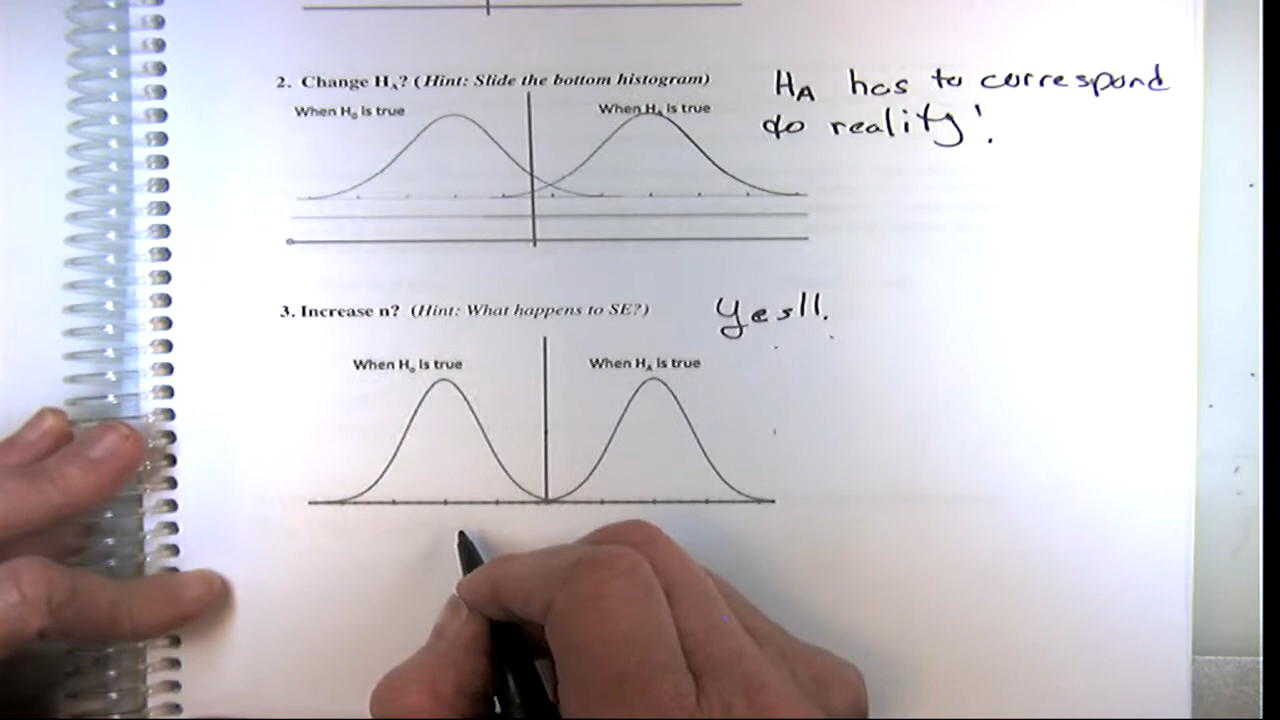 2. Change Hₐ? (Hint: Slide the bottom histogram)
When H₀ is true
When Hₐ is true
Hₐ has to correspond
to reality!
3. Increase n? (Hint: What happens to SE?)
Yes!!
When H₀ is true
When Hₐ is true